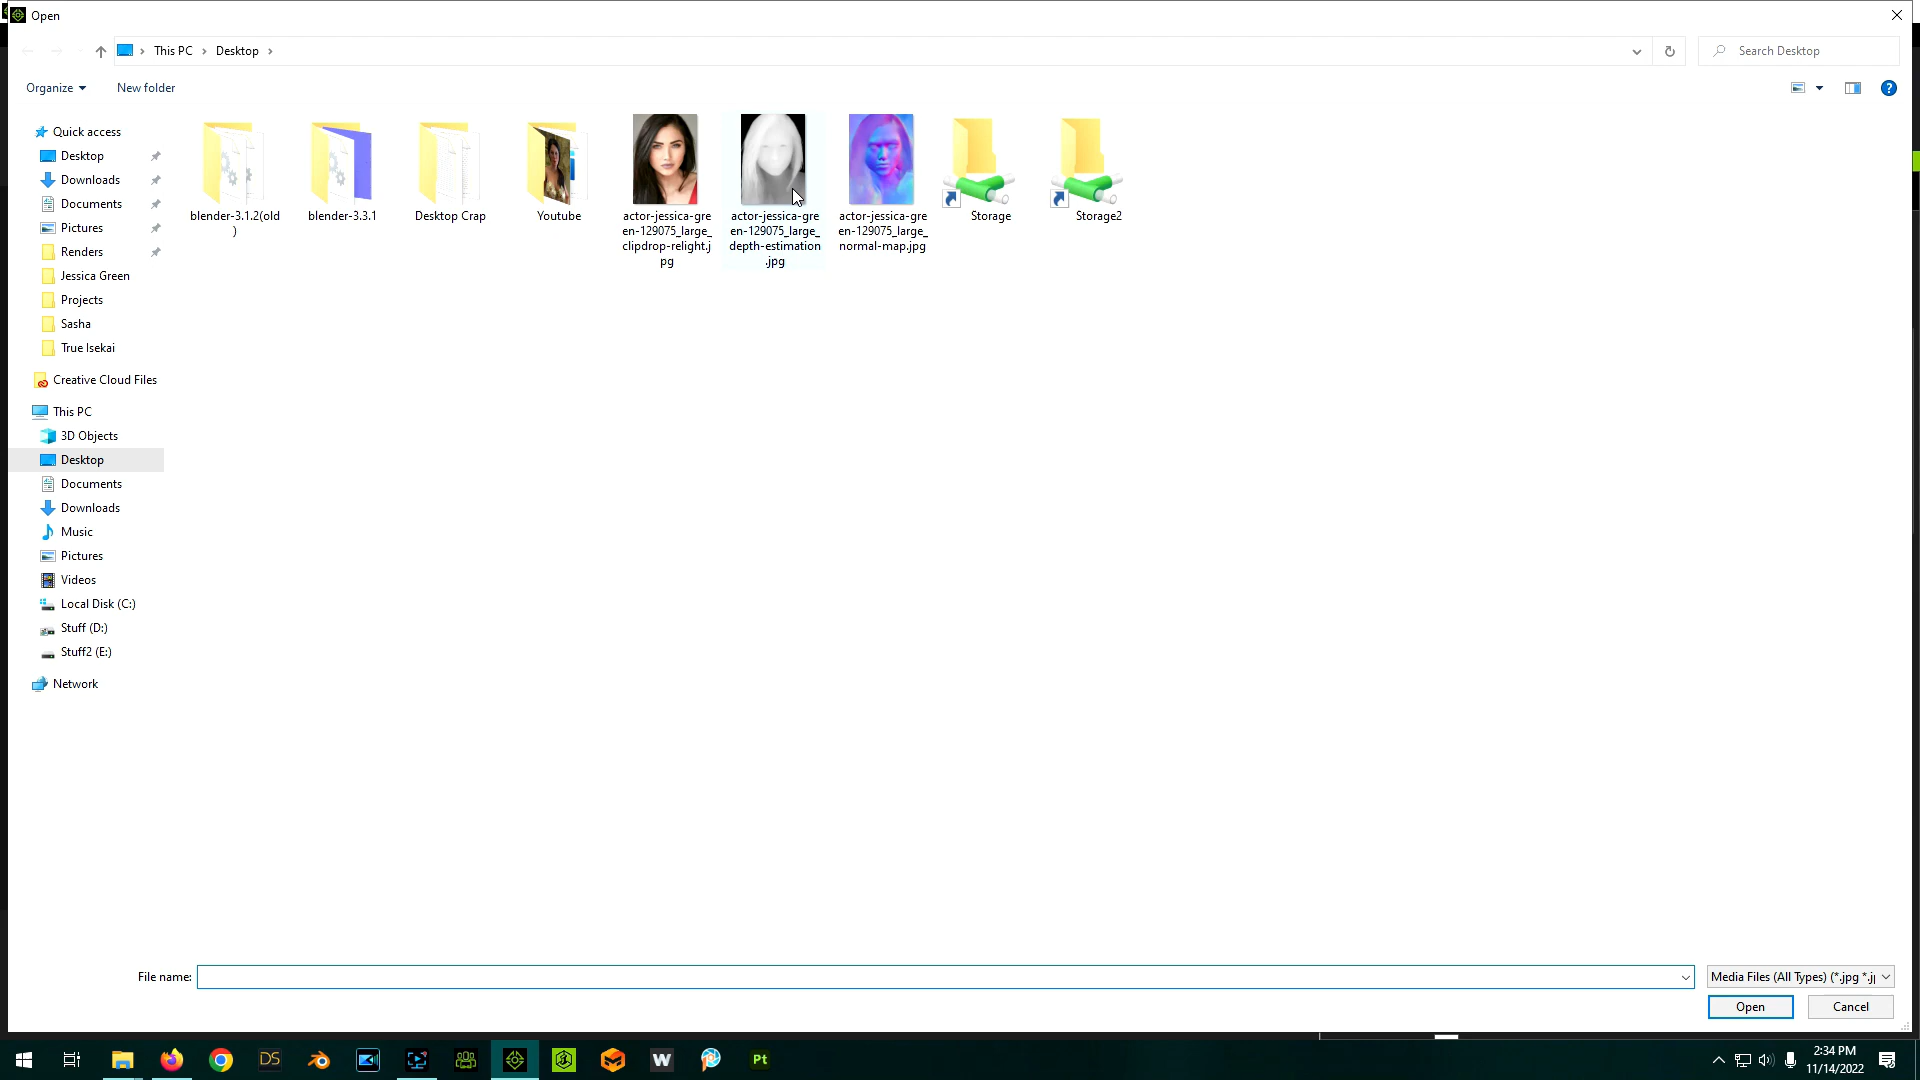 Open
This PC
Desktop
Search Desktop
Organize
New folder
Quick access
Desktop
Downloads
Documents
Pictures
Renders
Jessica Green
Projects
Sasha
True Isekai
Creative Cloud Files
This PC
3D Objects
Desktop
Documents
Downloads
Music
Pictures
Videos
Local Disk (C:)
Stuff (D:)
Stuff2 (E:)
Network
blender-3.1.2(old
)
blender-3.3.1
Desktop Crap
Youtube
actor-jessica-gre
en-129075_large_
clipdrop-relight.j
pg
actor-jessica-gre
en-129075_large_
depth-estimation
.jpg
actor-jessica-gre
en-129075_large_
normal-map.jpg
Storage
Storage2
File name:
Media Files (All Types) (*.jpg *.j
Open
Cancel
DS
W
Pt
2:34 PM
11/14/2022